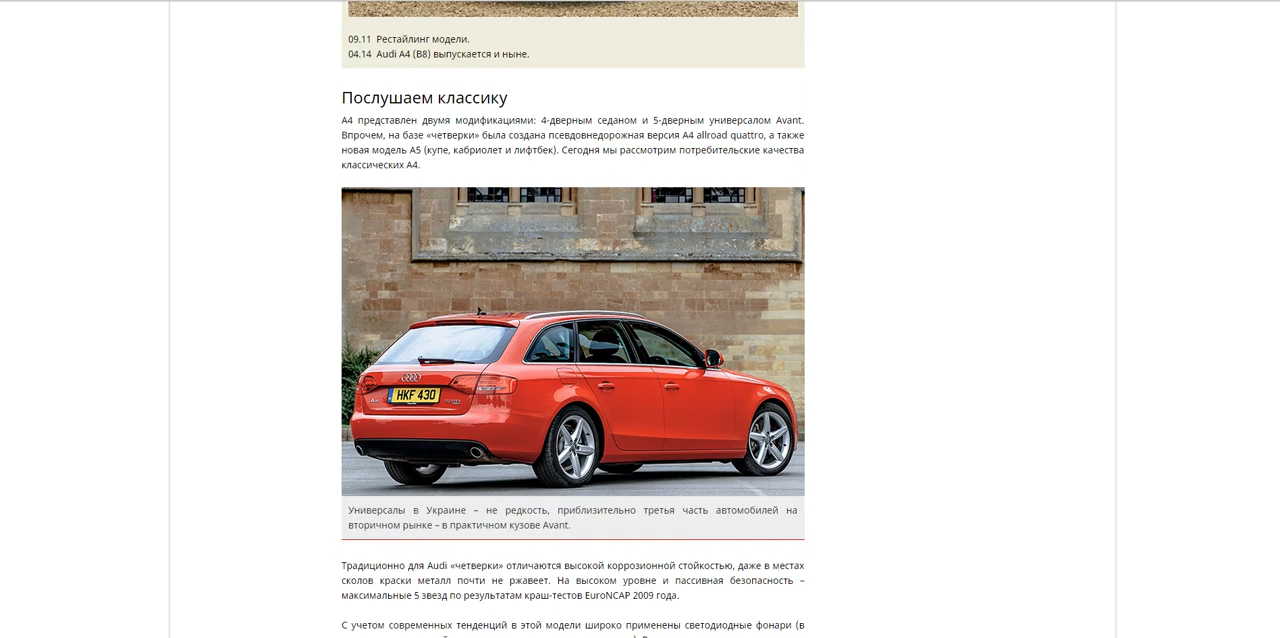 09.11 Рестайлинг модели.
04.14 Audi A4 (B8) выпускается и ныне.
Послушаем классику
А4 представлен двумя модификациями: 4-дверным седаном и 5-дверным универсалом Avant.
Впрочем, на базе «четверки» была создана псевдовнедорожная версия A4 allroad quattro, а также
новая модель A5 (купе, кабриолет и лифтбек). Сегодня мы рассмотрим потребительские качества
классических А4.
HKF 430
Универсалы в Украине – не редкость, приблизительно третья часть автомобилей на
вторичном рынке – в практичном кузове Avant.
Традиционно для Audi «четверки» отличаются высокой коррозионной стойкостью, даже в местах
сколов краски металл почти не ржавеет. На высоком уровне и пассивная безопасность –
максимальные 5 звезд по результатам краш-тестов EuroNCAP 2009 года.
С учетом современных тенденций в этой модели широко применены светодиодные фонари (в